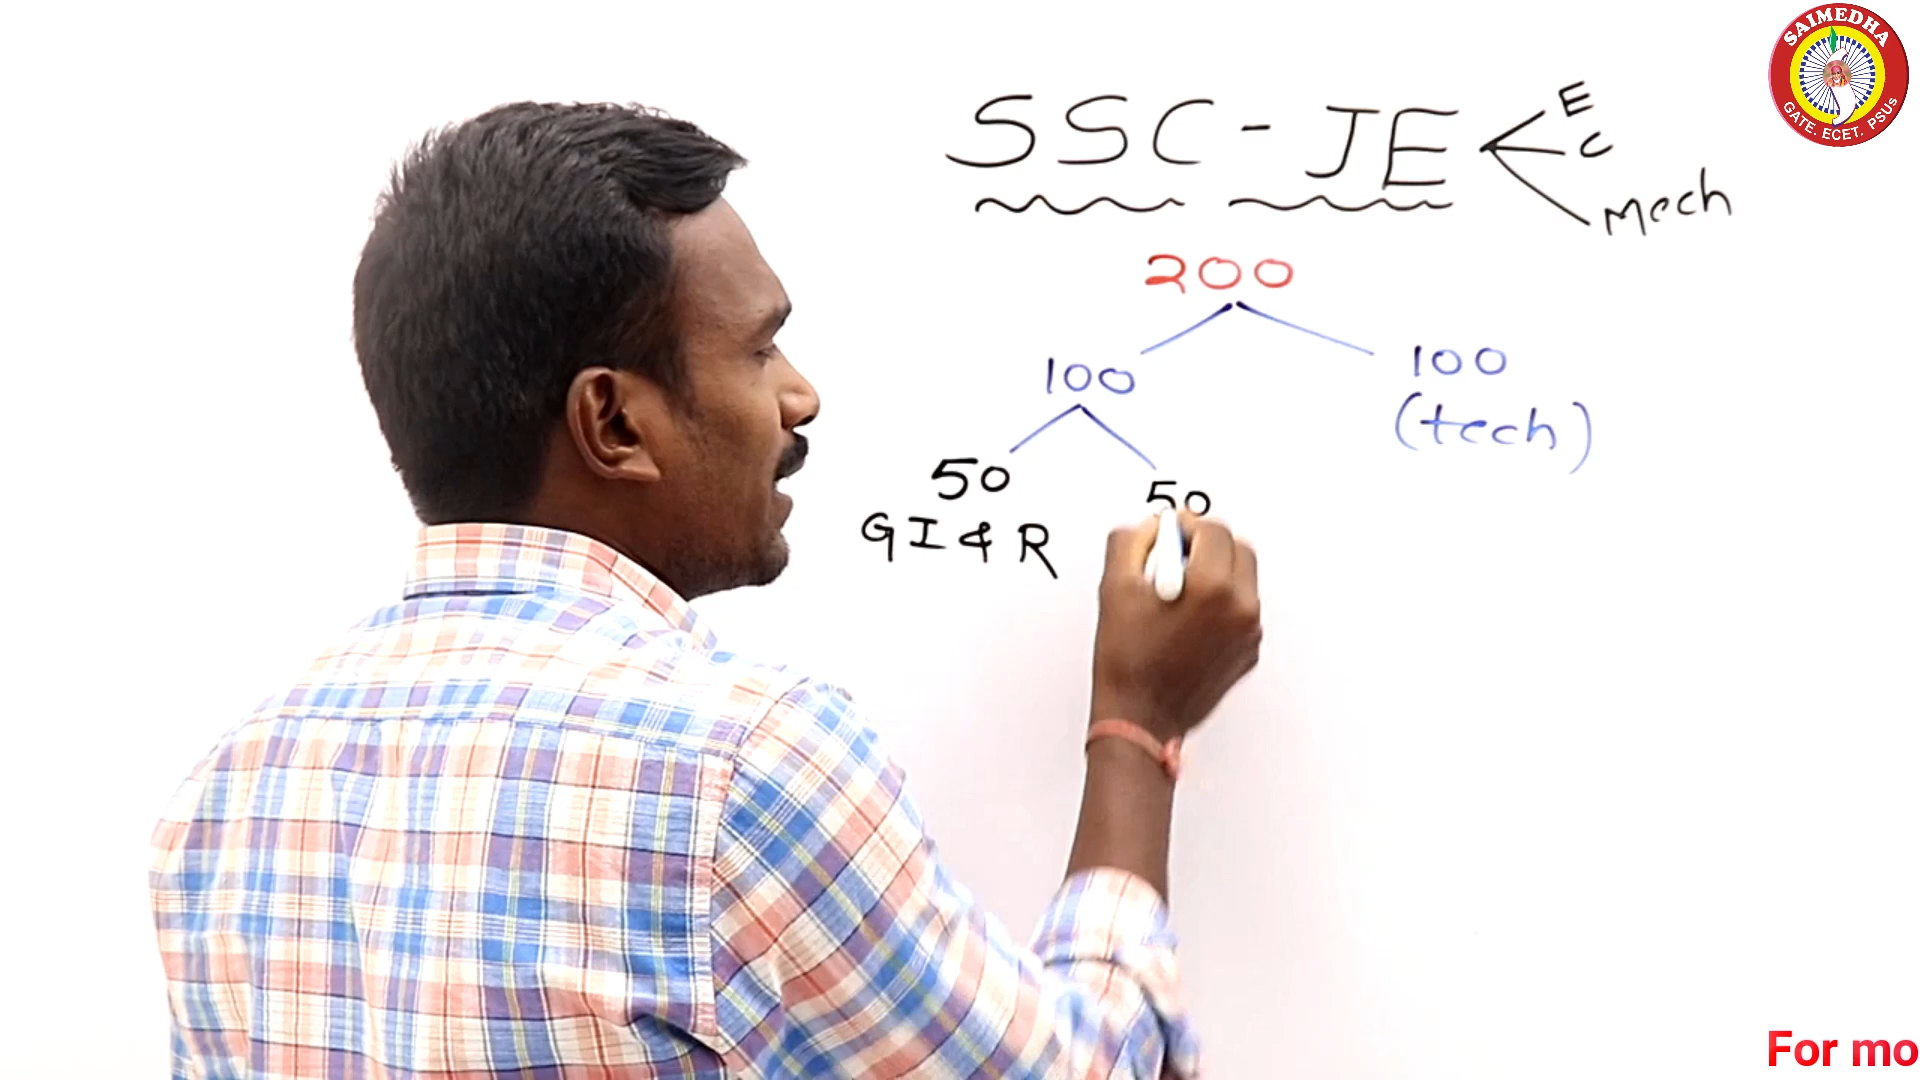 SSC - JE
E
C
Mech
200
100
100
(tech)
50
50
GI & R
SAIMEDHA
GATE. ECET. PSUs
For mo